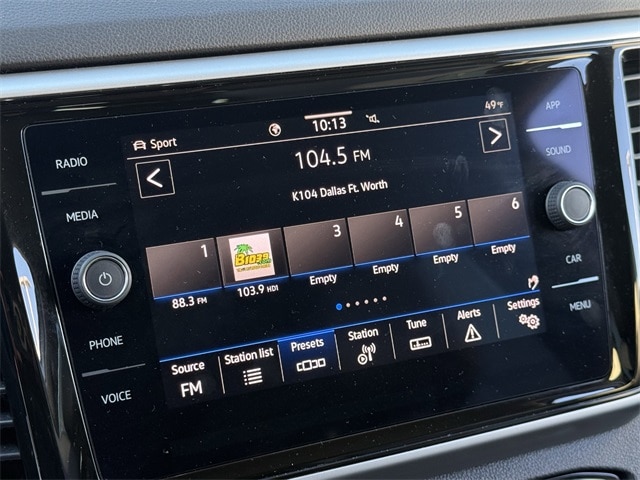 Sport
10:13
49°F
RADIO
MEDIA
PHONE
VOICE
104.5 FM
K104 Dallas Ft. Worth
1
3
4
5
6
88.3 FM
103.9 HD1
Empty
Empty
Empty
Empty
Source
FM
Station list
Presets
Station
Tune
Alerts
Settings
APP
SOUND
CAR
MENU